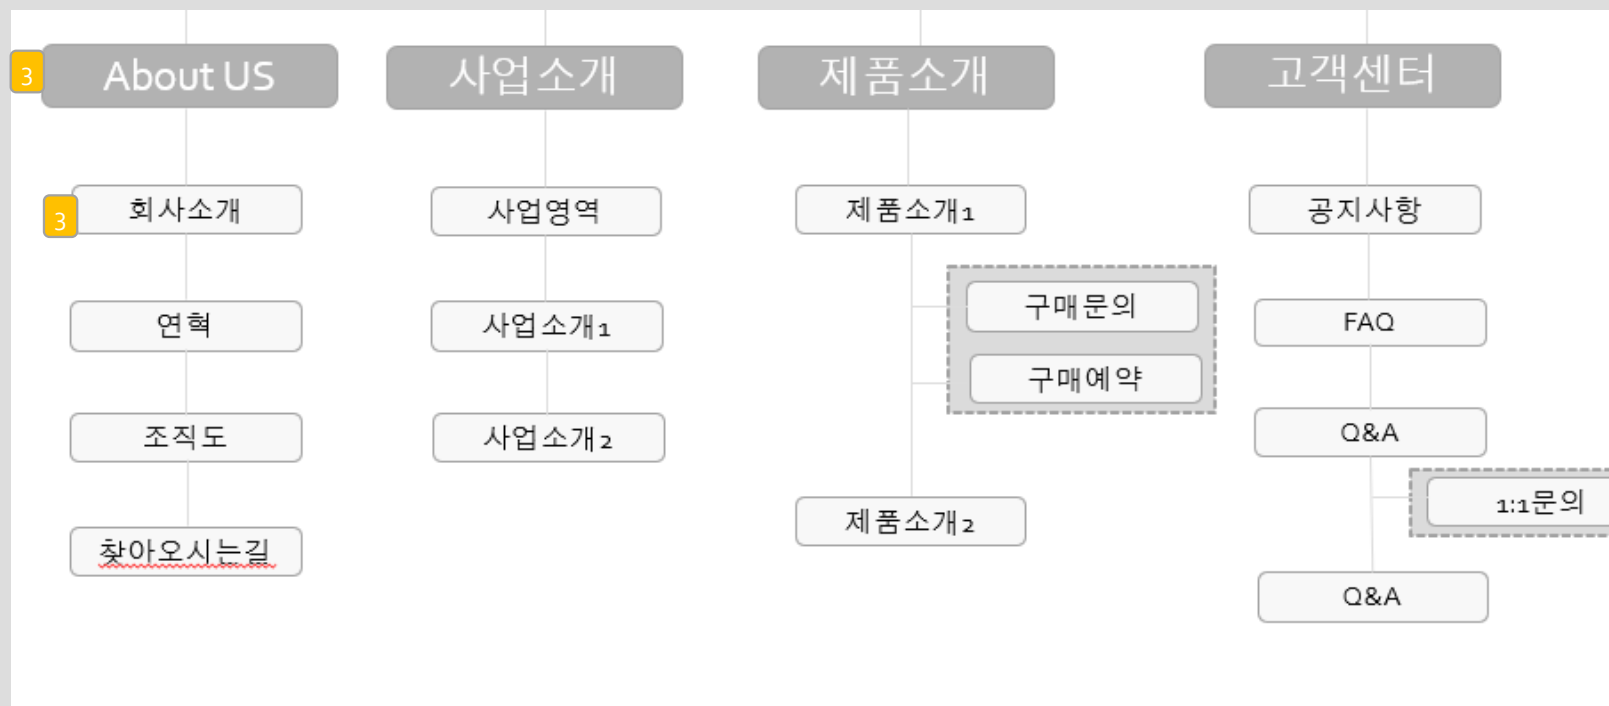 3
About US
사업소개
제품소개
고객센터
3
회사소개
사업영역
제품소개1
공지사항
구매문의
연혁
사업소개1
FAQ
구매예약
조직도
사업소개2
Q&A
1:1문의
제품소개2
찾아오시는길
Q&A